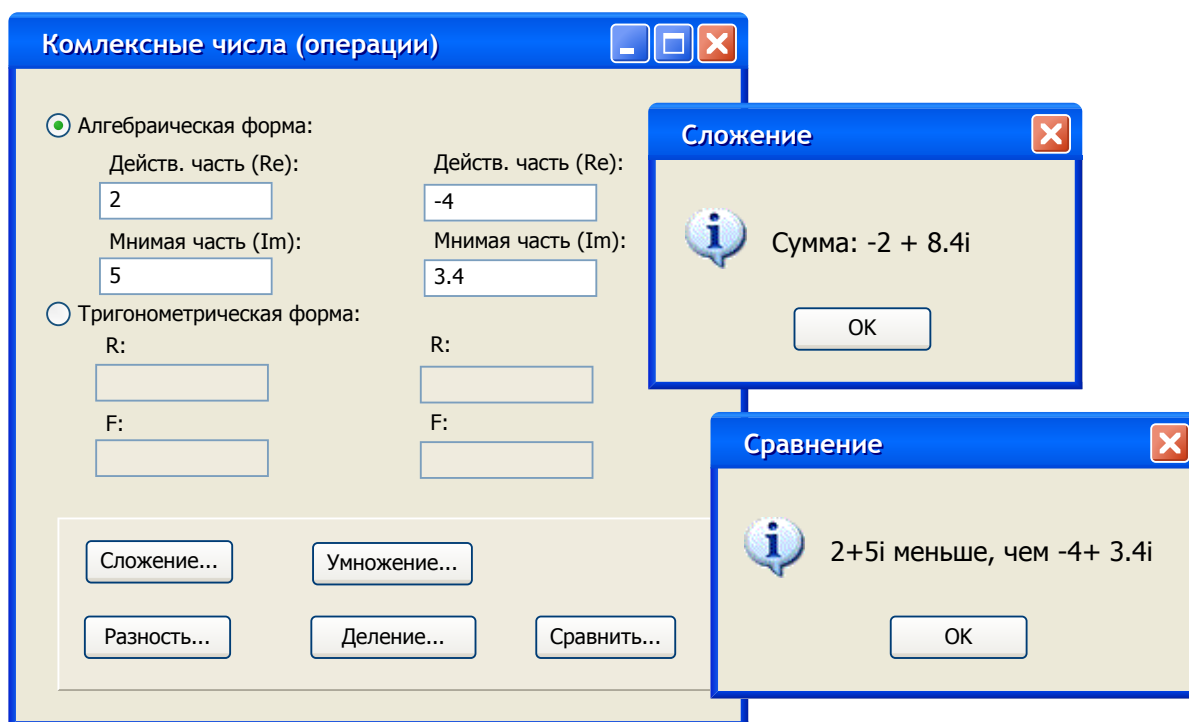 Комлексные числа (операции)
Алгебраическая форма:
Действ. часть (Re): Действ. часть (Re):
2 -4
Мнимая часть (Im): Мнимая часть (Im):
5 3.4
Тригонометрическая форма:
R: R:
F: F:
Сложение... Умножение...
Разность... Деление... Сравнить...
Сложение
Сумма: -2 + 8.4i
OK
Сравнение
2+5i меньше, чем -4+ 3.4i
OK